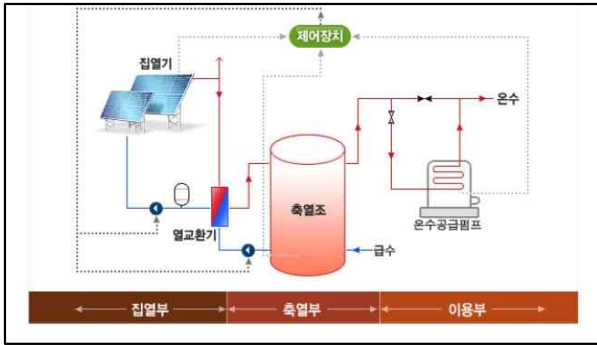 제어장치
집열기
온수
축열조
온수공급펌프
열교환기
급수
집열부
축열부
이용부